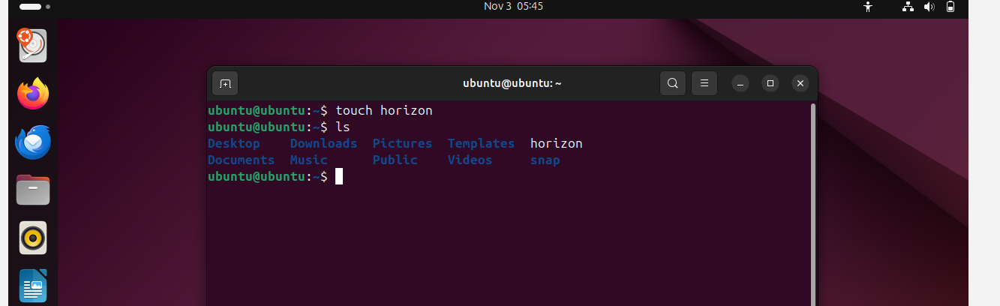 Nov 3 05:45
ubuntu@ubuntu: ~
ubuntu@ubuntu:~$ touch horizon
ubuntu@ubuntu:~$ ls
Desktop    Downloads  Pictures  Templates  horizon
Documents  Music      Public    Videos     snap
ubuntu@ubuntu:~$